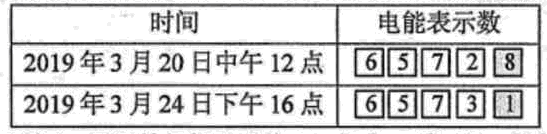 时间 电能表示数
2019年3月20日中午12点 6 5 7 2 8
2019年3月24日下午16点 6 5 7 3 1